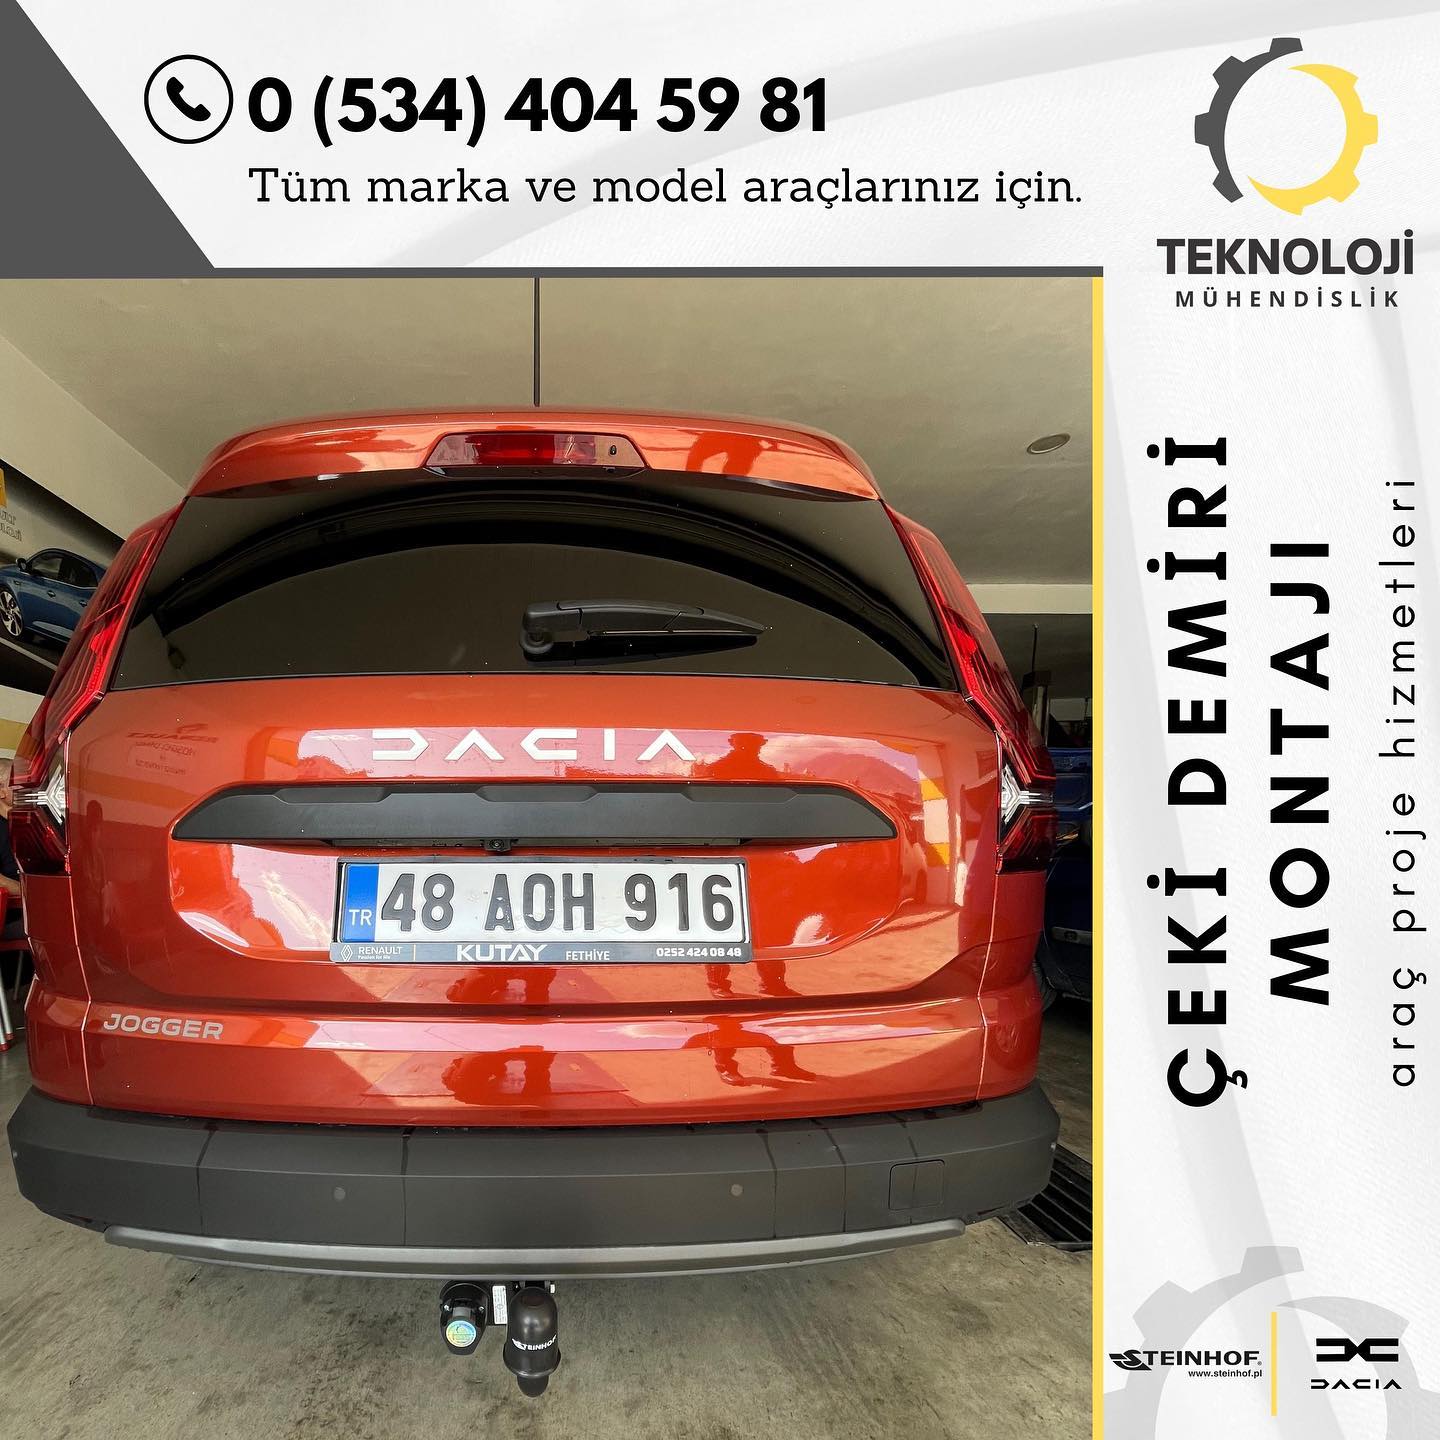 0 (534) 404 59 81
Tüm marka ve model araçlarınız için.
TEKNOLOJİ
MÜHENDİSLİK
ÇEKİ DEMİRİ
MONTAJI
araç proje hizmetleri
DACIA
TR 48 AOH 916
RENAULT
KUTAY FETHİYE 0252 424 08 48
JOGGER
STEINHOF
STEINHOF®
www.steinhof.pl
DACIA